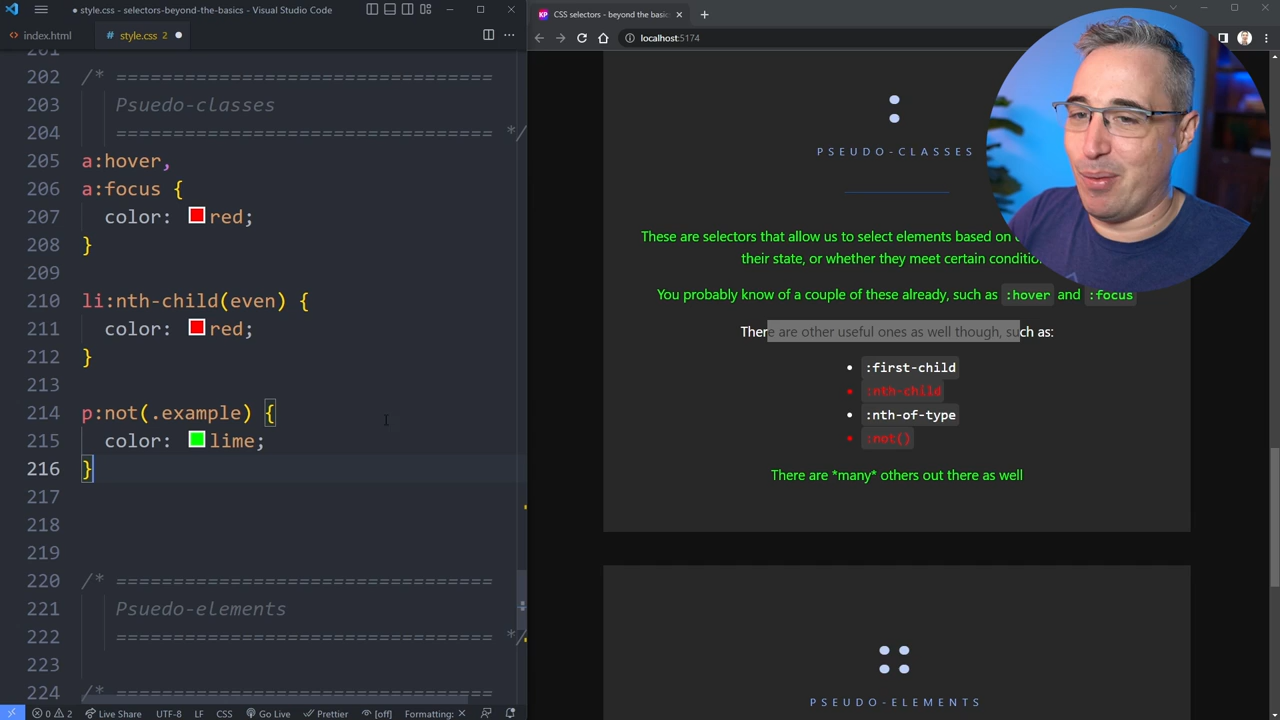 style.css - selectors-beyond-the-basics - Visual Studio Code
index.html
style.css 2
201
202 /* ================================
203 Psuedo-classes
204 ================================ */
205 a:hover,
206 a:focus {
207 color: red;
208 }
209
210 li:nth-child(even) {
211 color: red;
212 }
213
214 p:not(.example) {
215 color: lime;
216 }
217
218
219
220 /* ================================
221 Psuedo-elements
222 ================================ */
223
224 /* ================================
0 2 Live Share UTF-8 LF CSS Go Live Prettier [off] Formatting: ×
KP CSS selectors - beyond the basic
localhost:5174
:
PSEUDO-CLASSES
These are selectors that allow us to select elements based on
their state, or whether they meet certain condition
You probably know of a couple of these already, such as :hover and :focus
There are other useful ones as well though, such as:
• :first-child
• :nth-child
• :nth-of-type
• :not()
There are *many* others out there as well
::
PSEUDO-ELEMENTS